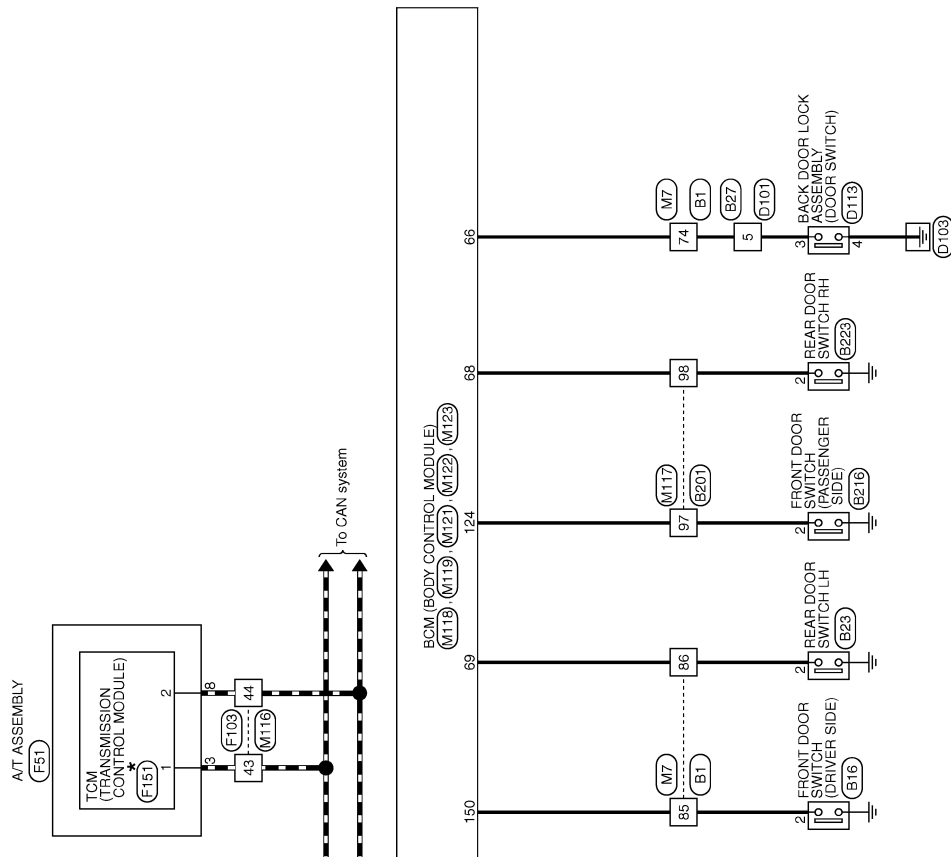 A/T ASSEMBLY
F51
TCM
(TRANSMISSION
CONTROL MODULE)
*
F151
1
2
3
8
43
44
F103
M116
To CAN system
BCM (BODY CONTROL MODULE)
M118 , M119 , M121 , M122 , M123
150
69
124
68
66
M7
B1
85
86
M117
B201
97
98
M7
B1
74
B27
D101
5
2
FRONT DOOR
SWITCH
(DRIVER SIDE)
B16
2
REAR DOOR
SWITCH LH
B23
2
FRONT DOOR
SWITCH
(PASSENGER
SIDE)
B216
2
REAR DOOR
SWITCH RH
B223
3
4
BACK DOOR LOCK
ASSEMBLY
(DOOR SWITCH)
D113
D103